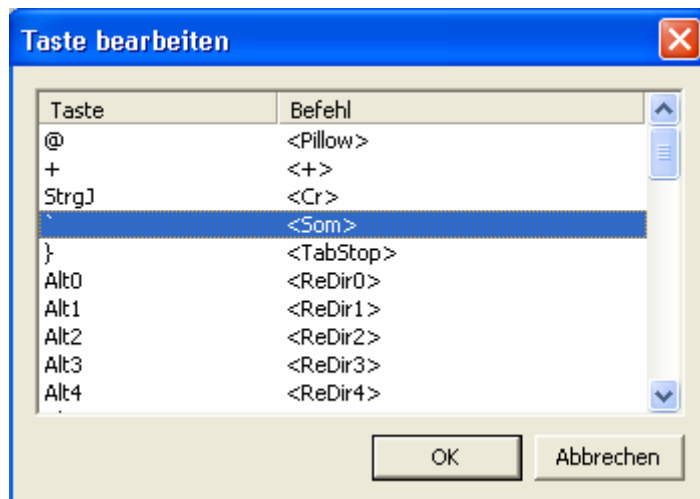 Taste bearbeiten
Taste Befehl
@ <Pillow>
+ <+>
StrgJ <Cr>
` <Som>
} <TabStop>
Alt0 <ReDir0>
Alt1 <ReDir1>
Alt2 <ReDir2>
Alt3 <ReDir3>
Alt4 <ReDir4>
OK Abbrechen